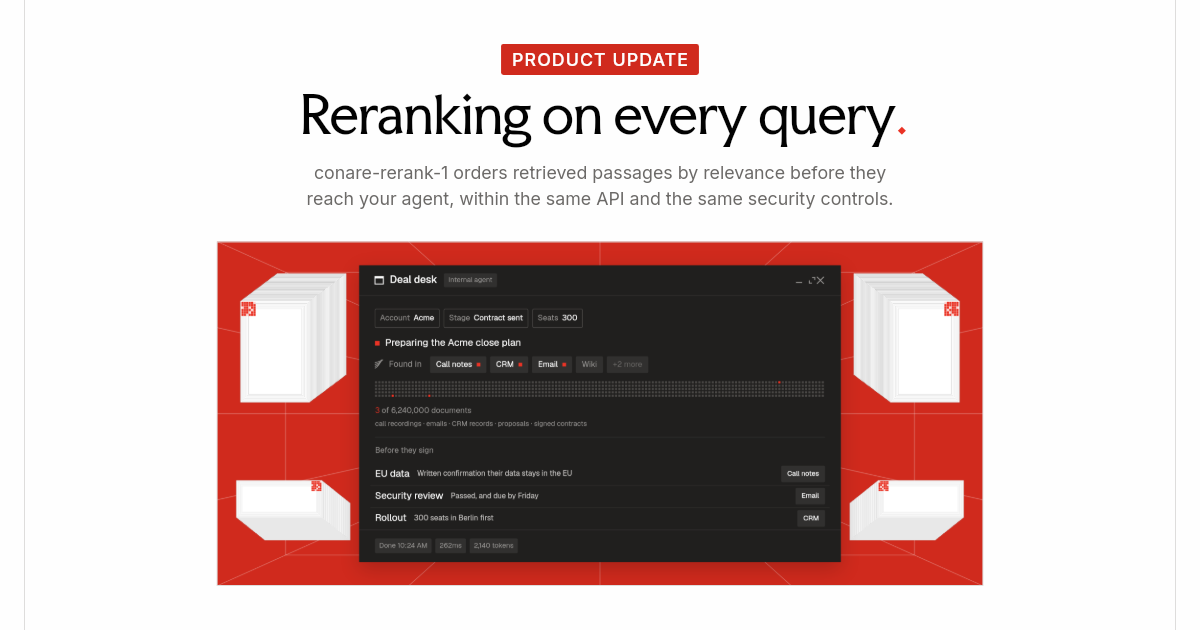 PRODUCT UPDATE
Reranking on every query.
conare-rerank-1 orders retrieved passages by relevance before they
reach your agent, within the same API and the same security controls.
Deal desk Internal agent
Account Acme Stage Contract sent Seats 300
Preparing the Acme close plan
Found in Call notes CRM Email Wiki +2 more
3 of 6,240,000 documents
call recordings · emails · CRM records · proposals · signed contracts
Before they sign
EU data Written confirmation their data stays in the EU Call notes
Security review Passed, and due by Friday Email
Rollout 300 seats in Berlin first CRM
Done 10:24 AM 262ms 2,140 tokens